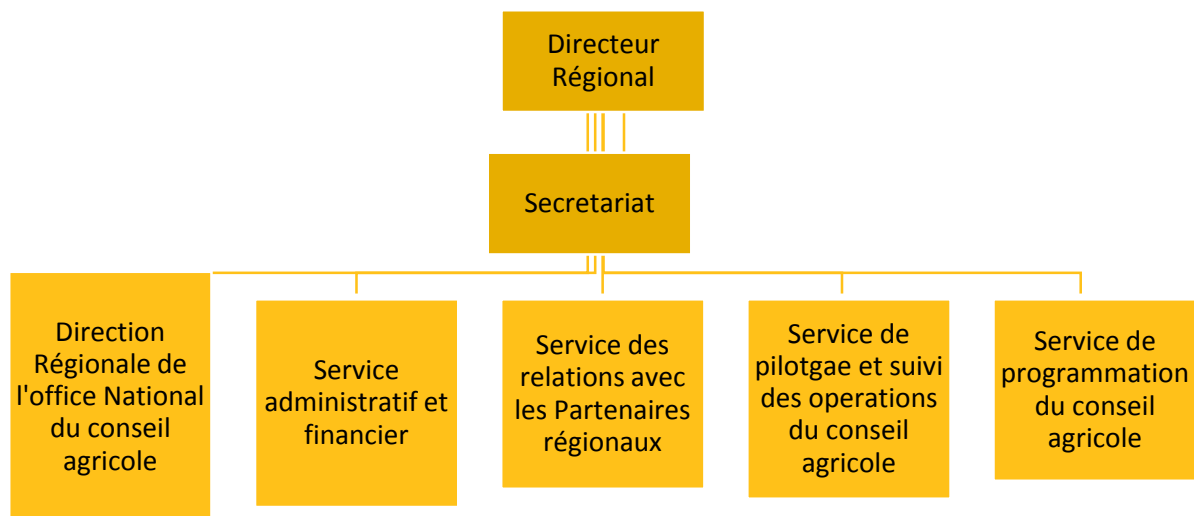 Directeur
Régional
Secretariat
Direction
Régionale de
l'office National
du conseil
agricole
Service
administratif et
financier
Service des
relations avec
les Partenaires
régionaux
Service de
pilotgae et suivi
des operations
du conseil
agricole
Service de
programmation
du conseil
agricole